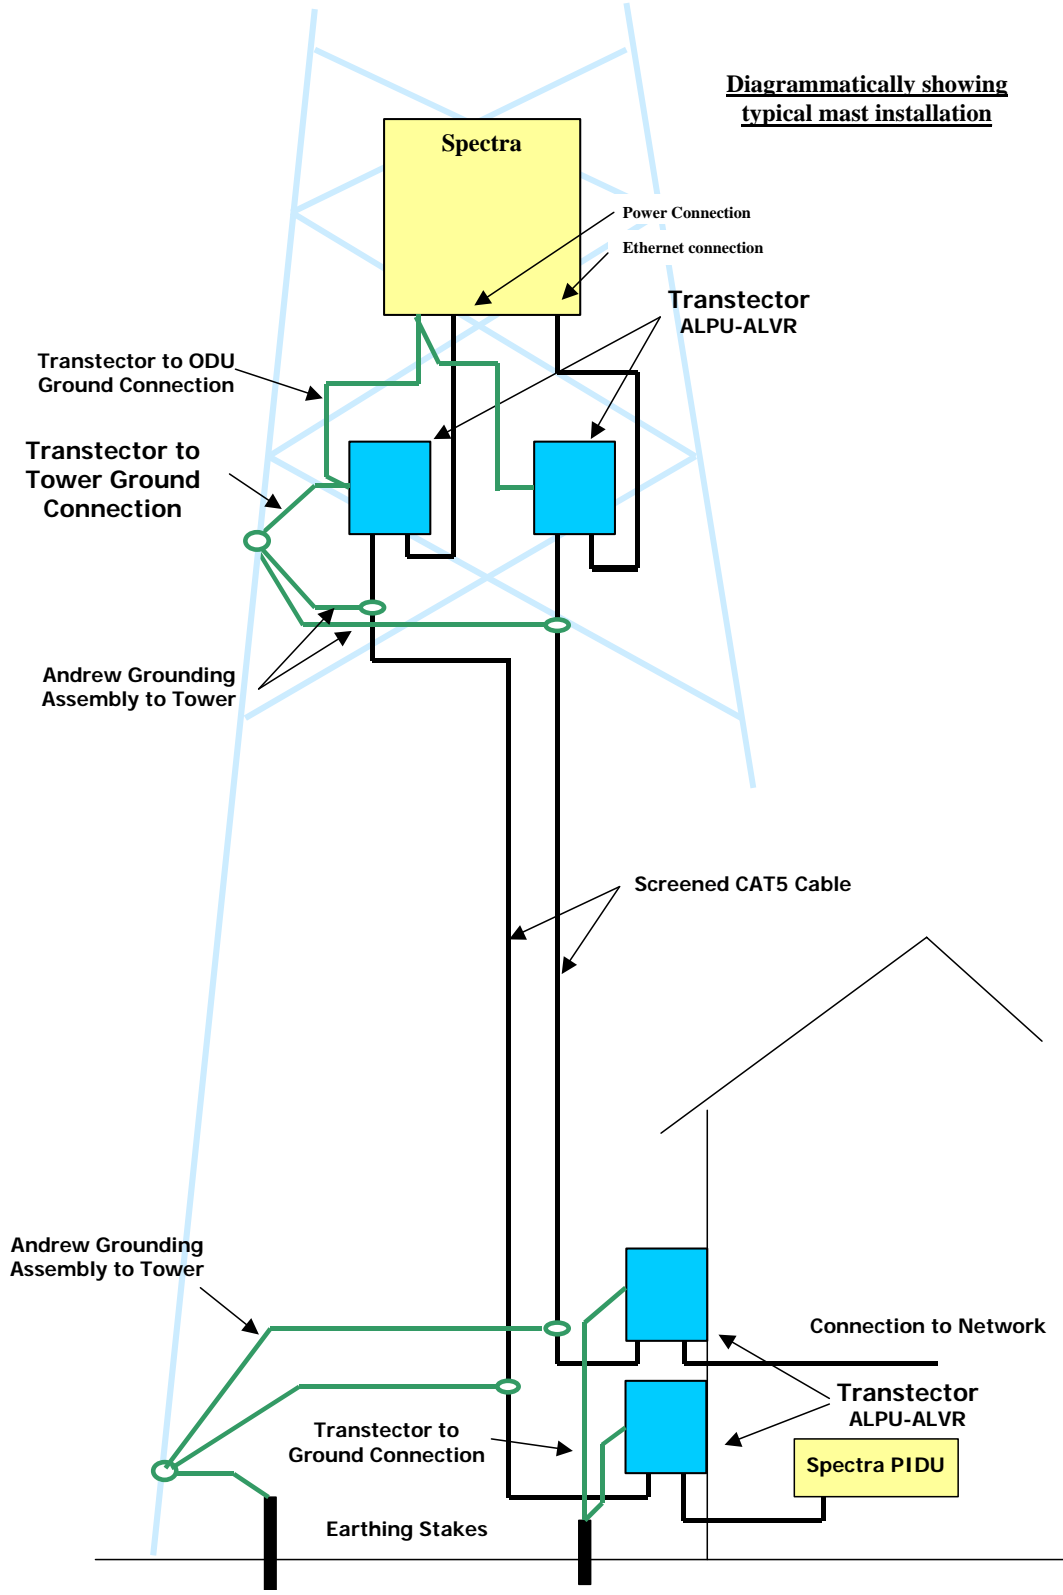 Diagrammatically showing
typical mast installation
Spectra
Power Connection
Ethernet connection
Transtector
ALPU-ALVR
Transtector to ODU
Ground Connection
Transtector to
Tower Ground
Connection
Andrew Grounding
Assembly to Tower
Screened CAT5 Cable
Andrew Grounding
Assembly to Tower
Connection to Network
Transtector
ALPU-ALVR
Transtector to
Ground Connection
Spectra PIDU
Earthing Stakes